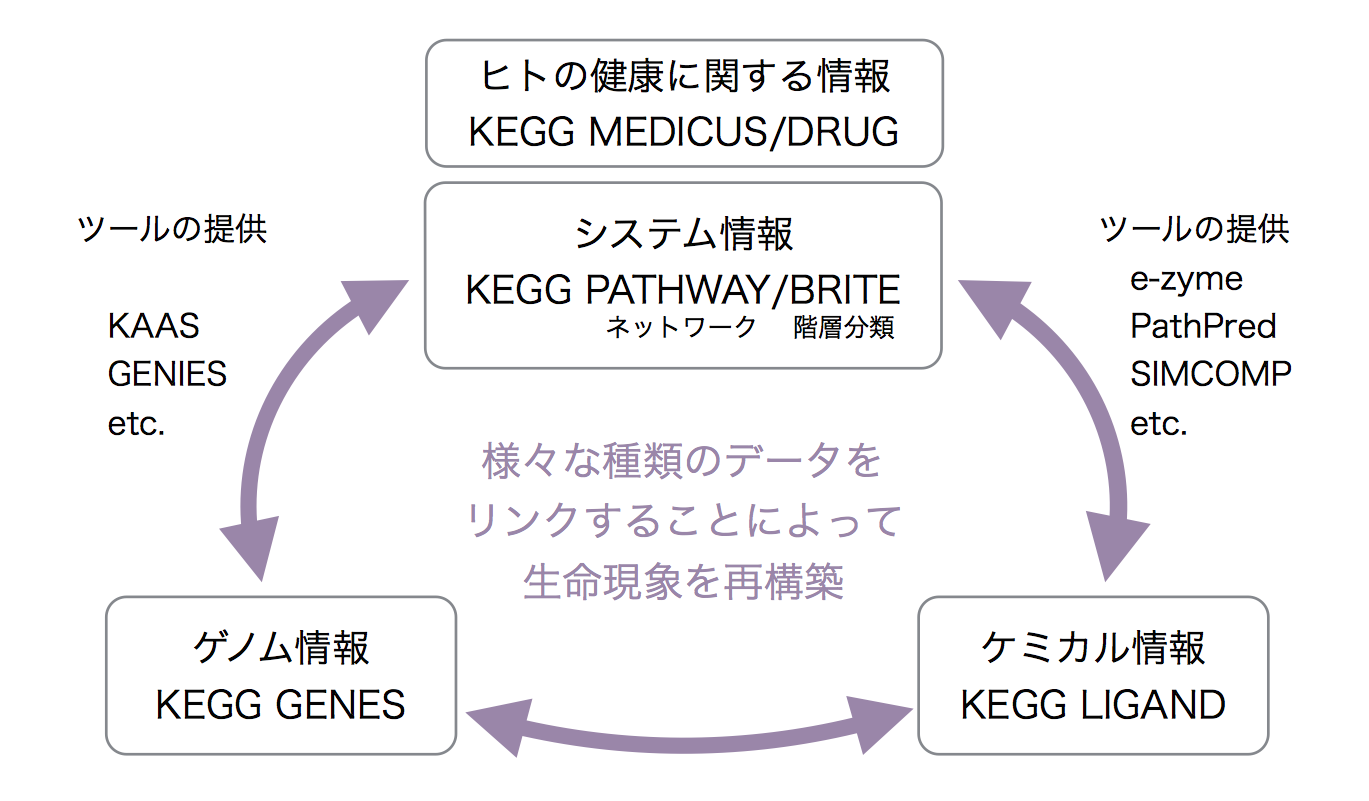 ヒトの健康に関する情報
KEGG MEDICUS/DRUG
システム情報
KEGG PATHWAY/BRITE
ネットワーク 階層分類
ツールの提供
KAAS
GENIES
etc.
ツールの提供
e-zyme
PathPred
SIMCOMP
etc.
様々な種類のデータを
リンクすることによって
生命現象を再構築
ゲノム情報
KEGG GENES
ケミカル情報
KEGG LIGAND